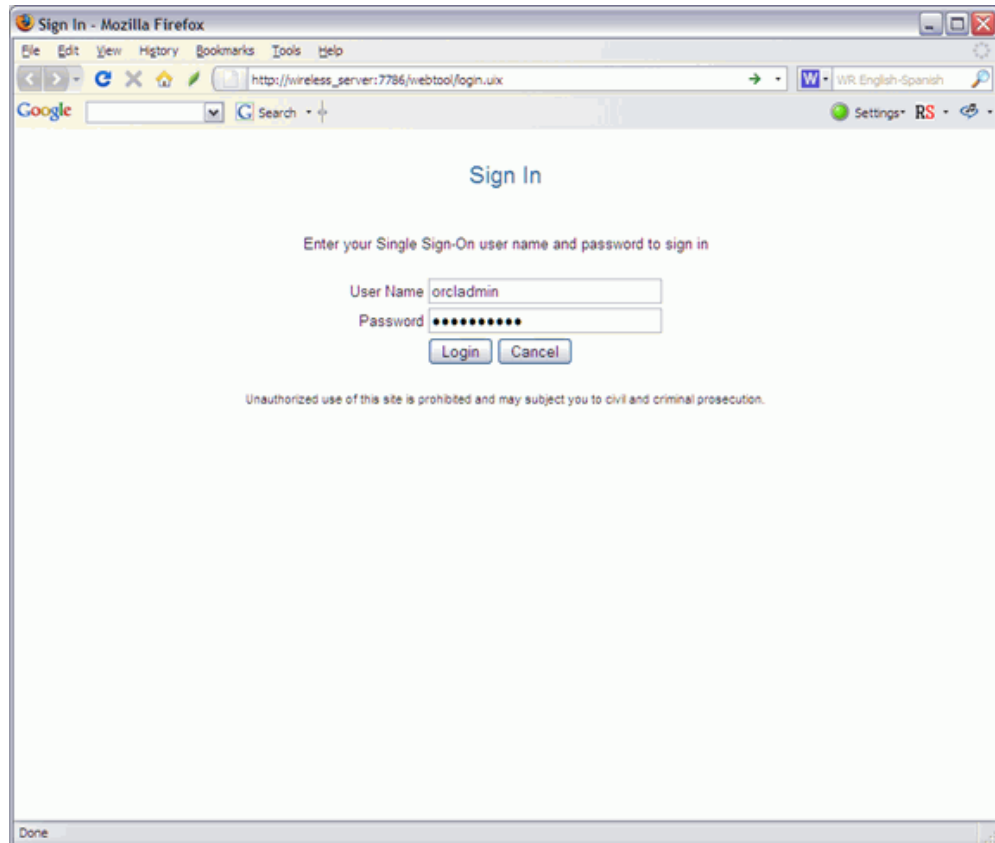 Sign In - Mozilla Firefox
File Edit View History Bookmarks Tools Help
http://wireless_server:7786/webtool/login.uix W WR English-Spanish
Google G Search Settings RS
Sign In
Enter your Single Sign-On user name and password to sign in
User Name orcladmin
Password ••••••••••
Login Cancel
Unauthorized use of this site is prohibited and may subject you to civil and criminal prosecution.
Done